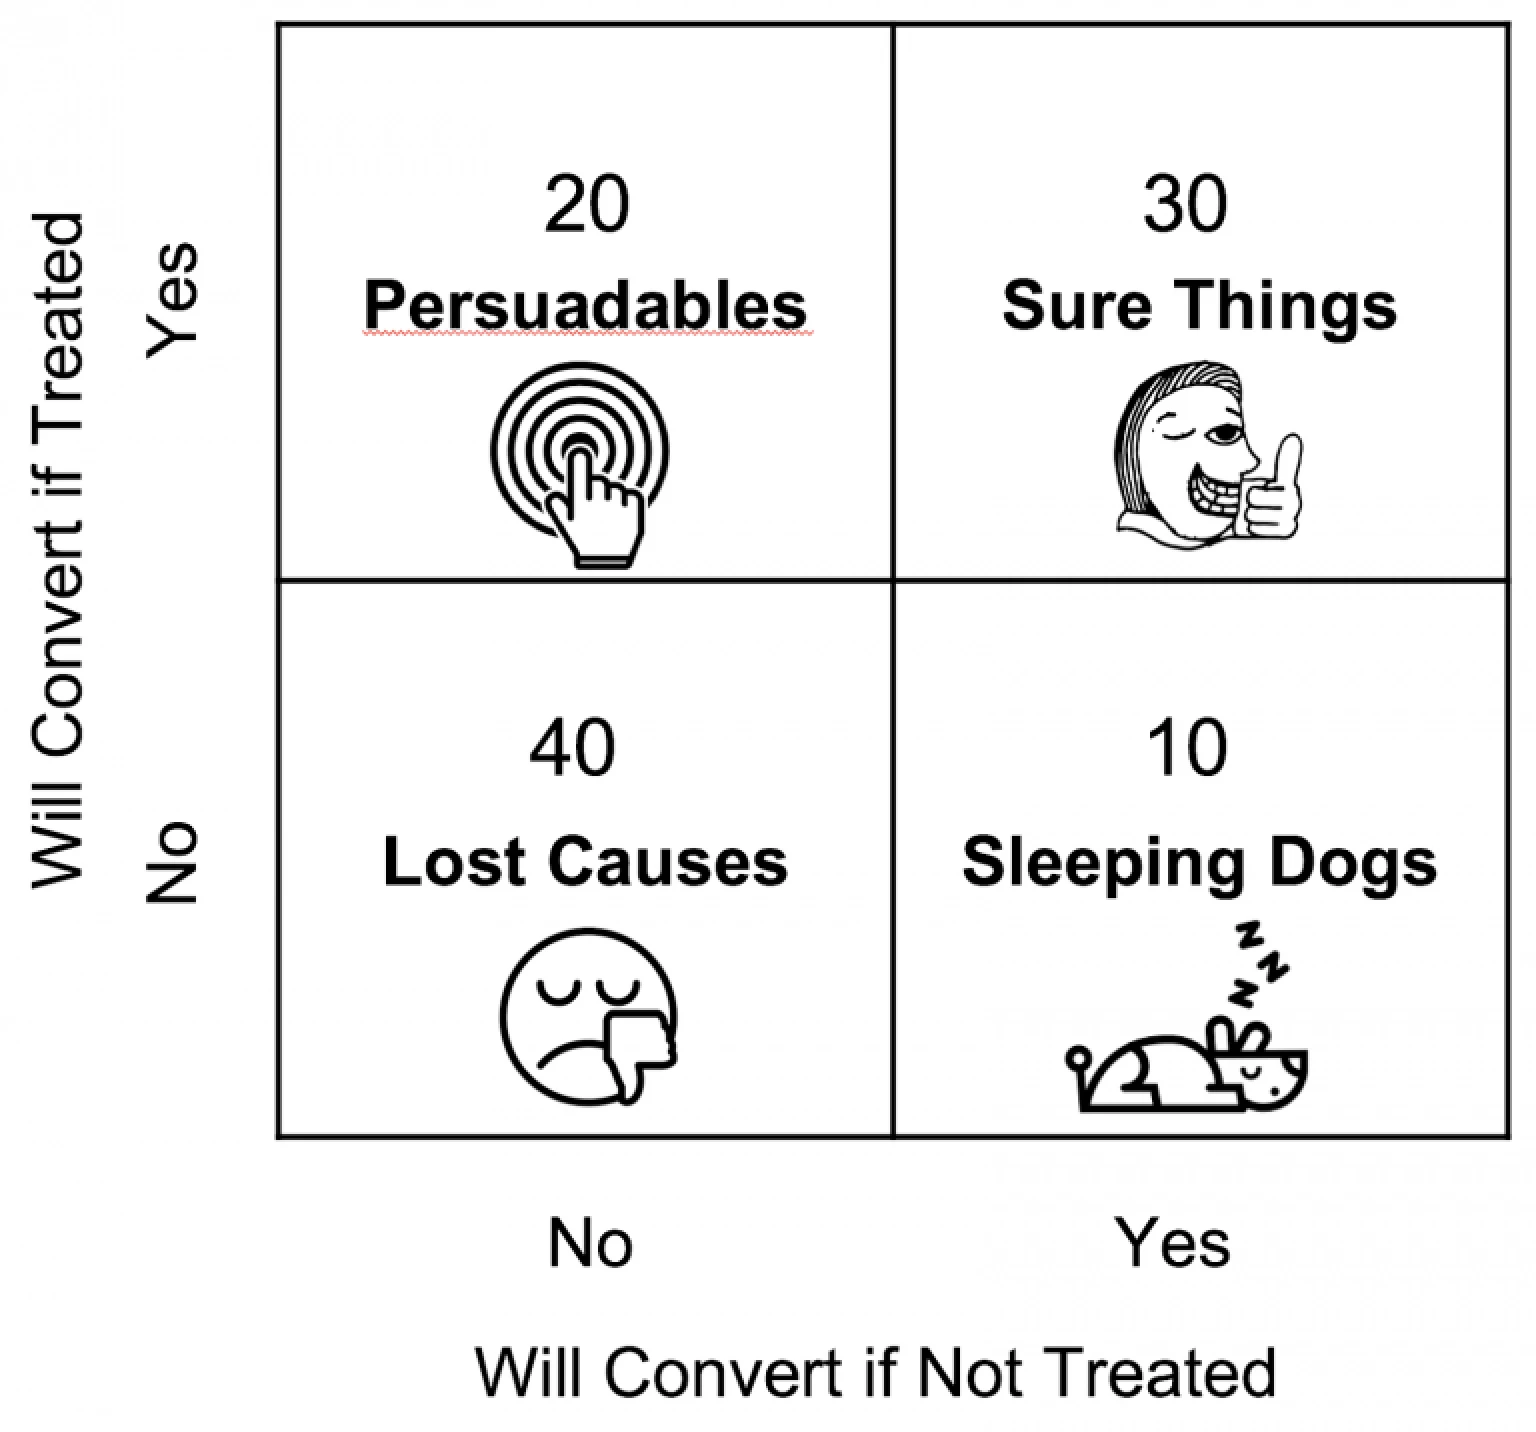 Will Convert if Treated
Yes
20
Persuadables
30
Sure Things
No
40
Lost Causes
10
Sleeping Dogs
z
z
z
No
Yes
Will Convert if Not Treated